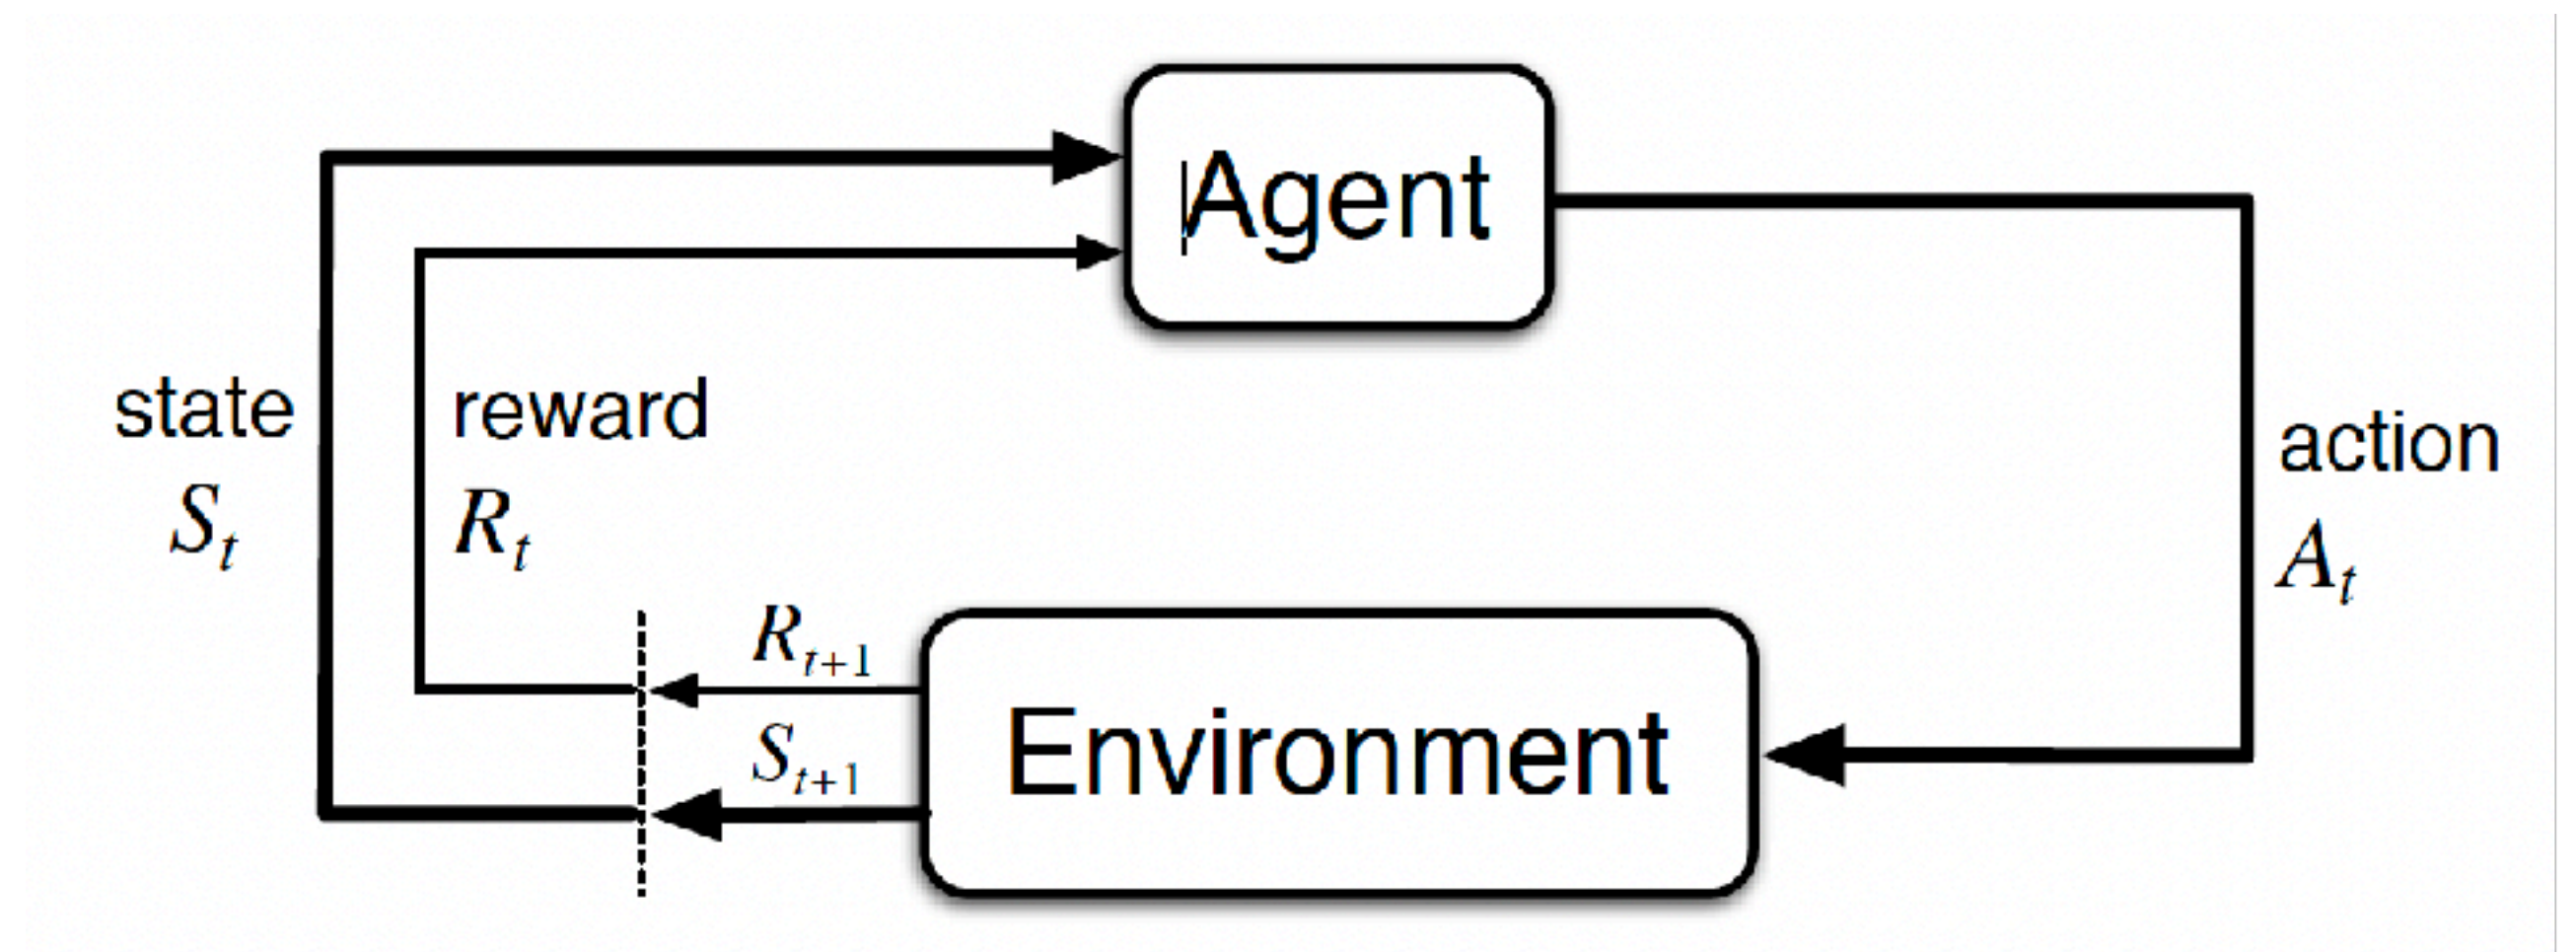 Agent
state
S_t
reward
R_t
action
A_t
R_{t+1}
S_{t+1}
Environment